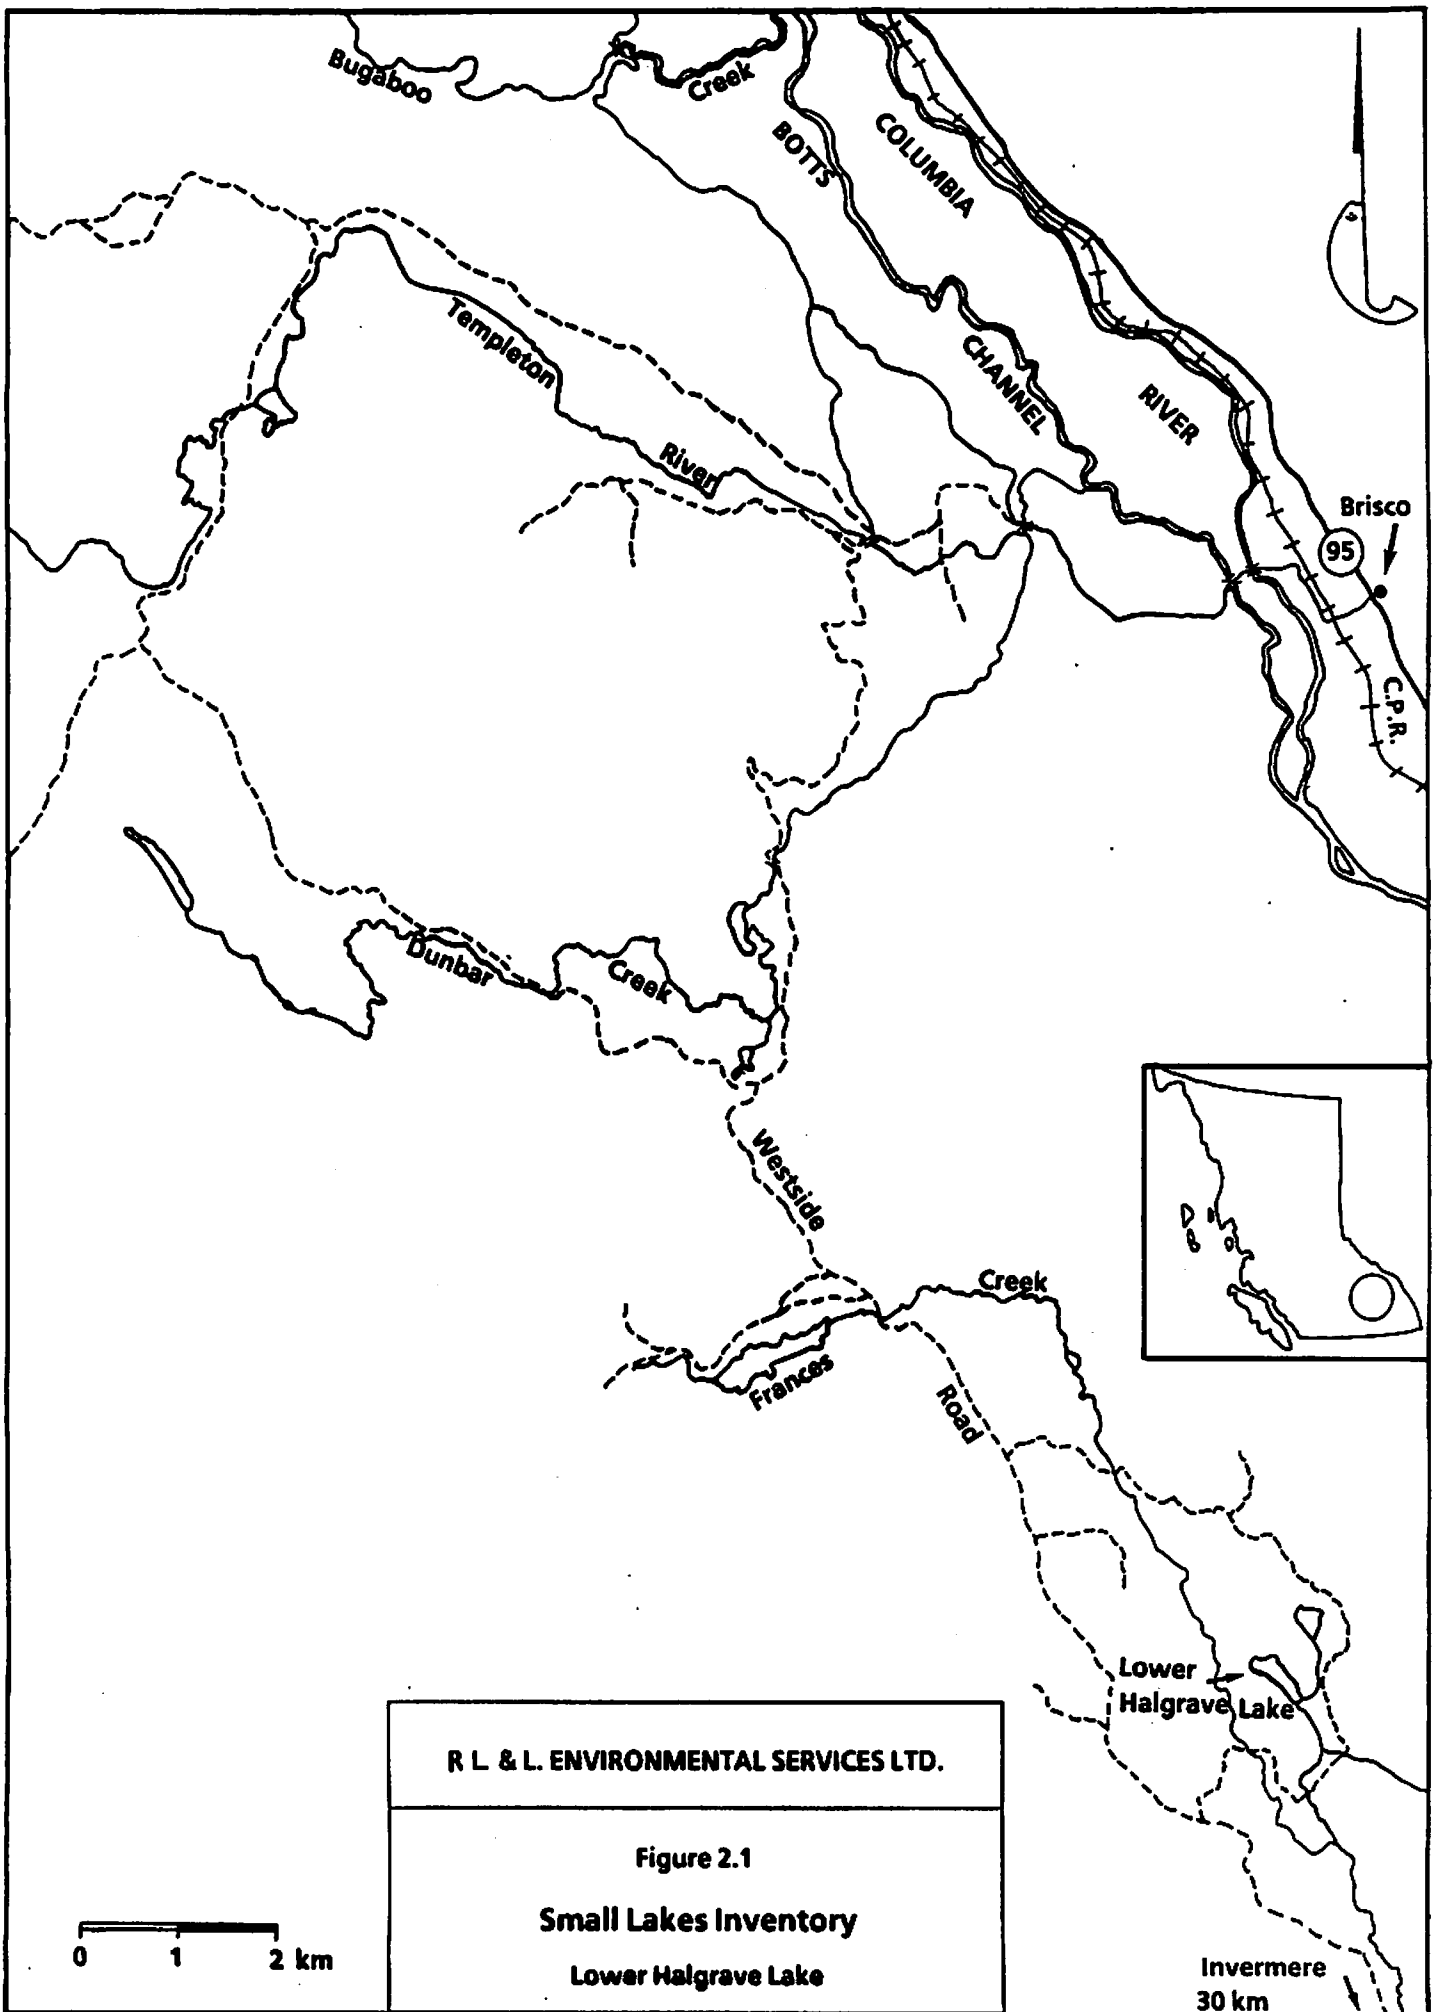 Bugaboo
Creek
BOTTS
COLUMBIA
Templeton
CHANNEL
RIVER
River
Brisco
95
C.P.R.
Dunbar
Creek
Westside
Creek
Frances
Road
Lower
Halgrave Lake
R L. & L. ENVIRONMENTAL SERVICES LTD.
Figure 2.1
Small Lakes Inventory
Lower Halgrave Lake
0 1 2 km
Invermere
30 km